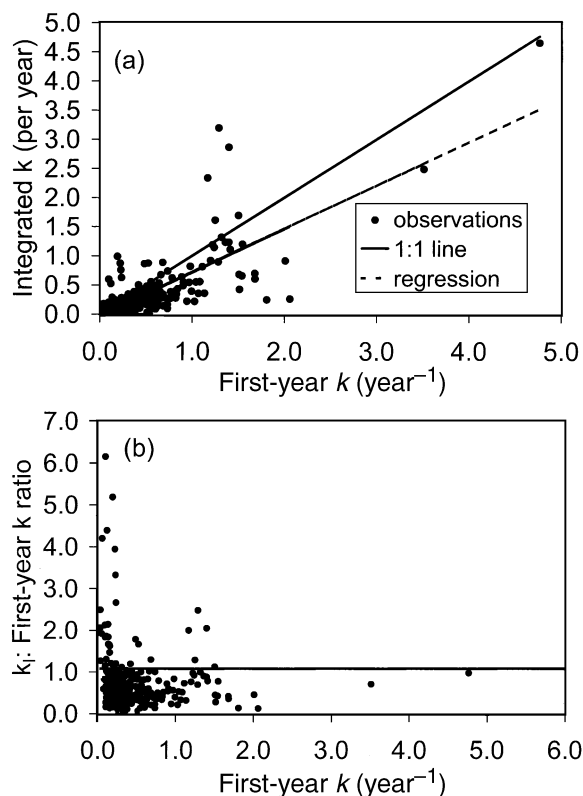 5.0
4.5
4.0
3.5
3.0
2.5
2.0
1.5
1.0
0.5
0.0
Integrated k (per year)
(a)
observations
1:1 line
regression
0.0 1.0 2.0 3.0 4.0 5.0
First-year k (year⁻¹)
7.0
6.0
5.0
4.0
3.0
2.0
1.0
0.0
kᵢ: First-year k ratio
(b)
0.0 1.0 2.0 3.0 4.0 5.0 6.0
First-year k (year⁻¹)